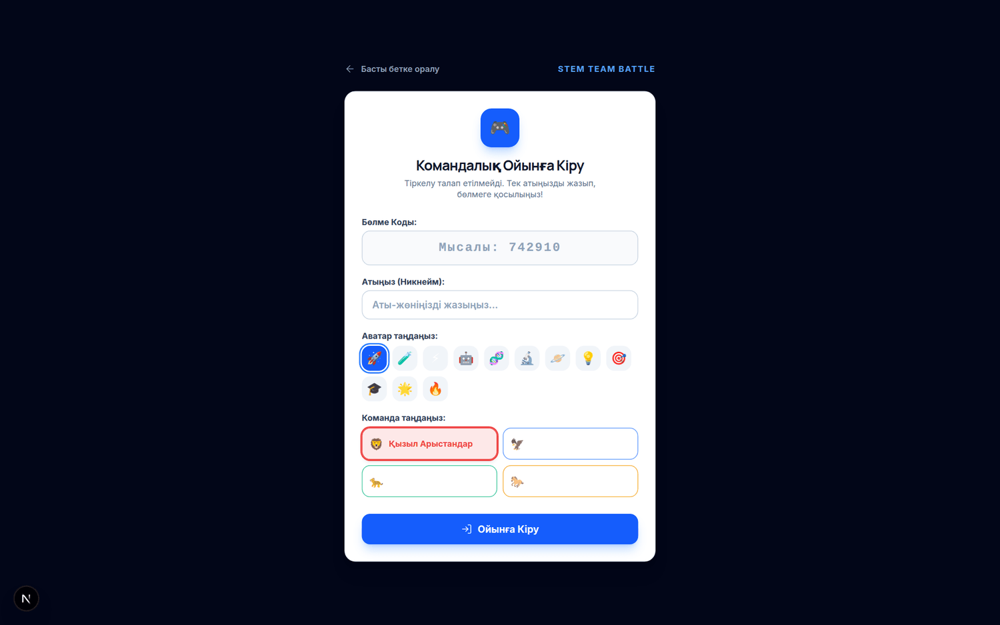 Басты бетке оралу
STEM TEAM BATTLE
Командалық Ойынға Кіру
Тіркелу талап етілмейді. Тек атыңызды жазып,
бөлмеге қосылыңыз!
Бөлме Коды:
Мысалы: 742910
Атыңыз (Никнейм):
Аты-жөніңізді жазыңыз...
Аватар таңдаңыз:
Команда таңдаңыз:
Қызыл Арыстандар
Ойынға Кіру
N